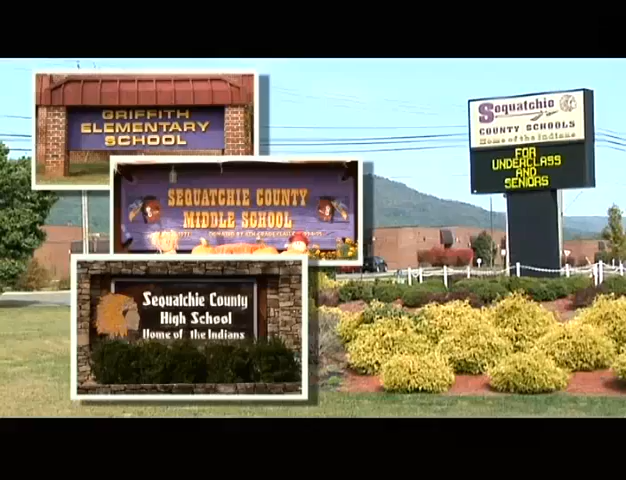 GRIFFITH
ELEMENTARY
SCHOOL
SEQUATCHIE COUNTY
MIDDLE SCHOOL
Sequatchie County
High School
Home of the Indians
Sequatchie
COUNTY SCHOOLS
Home of the Indians
FOR
UNDERCLASS
AND
SENIORS